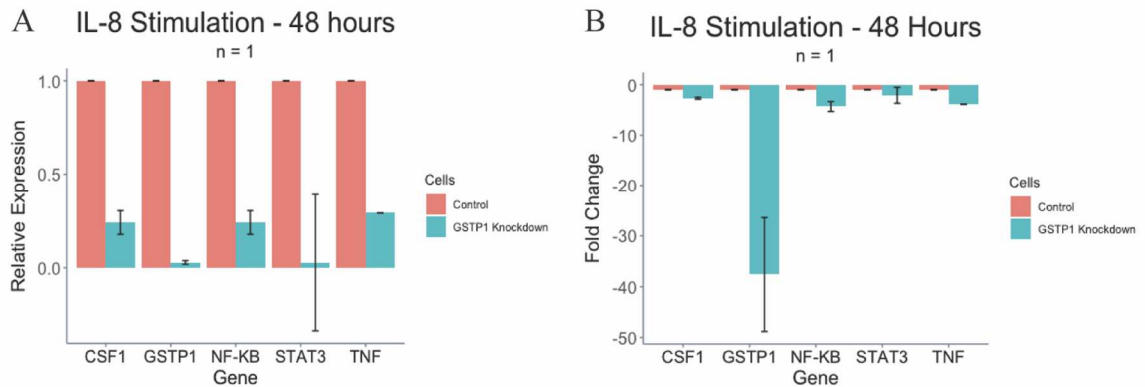 A
IL-8 Stimulation - 48 hours
n = 1
Relative Expression
1.0
0.5
0.0
CSF1 GSTP1 NF-KB STAT3 TNF
Gene
Cells
Control
GSTP1 Knockdown
B
IL-8 Stimulation - 48 Hours
n = 1
Fold Change
0
-10
-20
-30
-40
-50
CSF1 GSTP1 NF-KB STAT3 TNF
Gene
Cells
Control
GSTP1 Knockdown